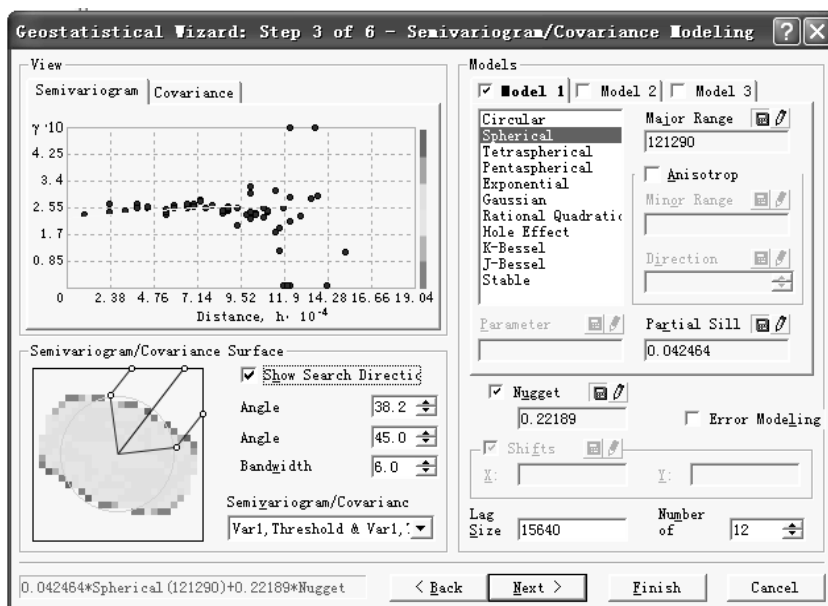 Geostatistical Wizard: Step 3 of 6 - Semivariogram/Covariance Modeling
View
Semivariogram
Covariance
γ·10
4.25
3.4
2.55
1.7
0.85
0
2.38 4.76 7.14 9.52 11.9 14.28 16.66 19.04
Distance, h·10⁻⁴
Semivariogram/Covariance Surface
Show Search Directic
Angle 38.2
Angle 45.0
Bandwidth 6.0
Semivariogram/Covarianc
Var1, Threshold & Var1,
Models
Model 1
Model 2
Model 3
Circular
Spherical
Tetraspherical
Pentaspherical
Exponential
Gaussian
Rational Quadratic
Hole Effect
K-Bessel
J-Bessel
Stable
Major Range
121290
Anisotrop
Minor Range
Direction
Parameter
Partial Sill
0.042464
Nugget
0.22189
Error Modeling
Shifts
X:
Y:
Lag Size 15640
Number of 12
0.042464*Spherical(121290)+0.22189*Nugget
< Back
Next >
Finish
Cancel